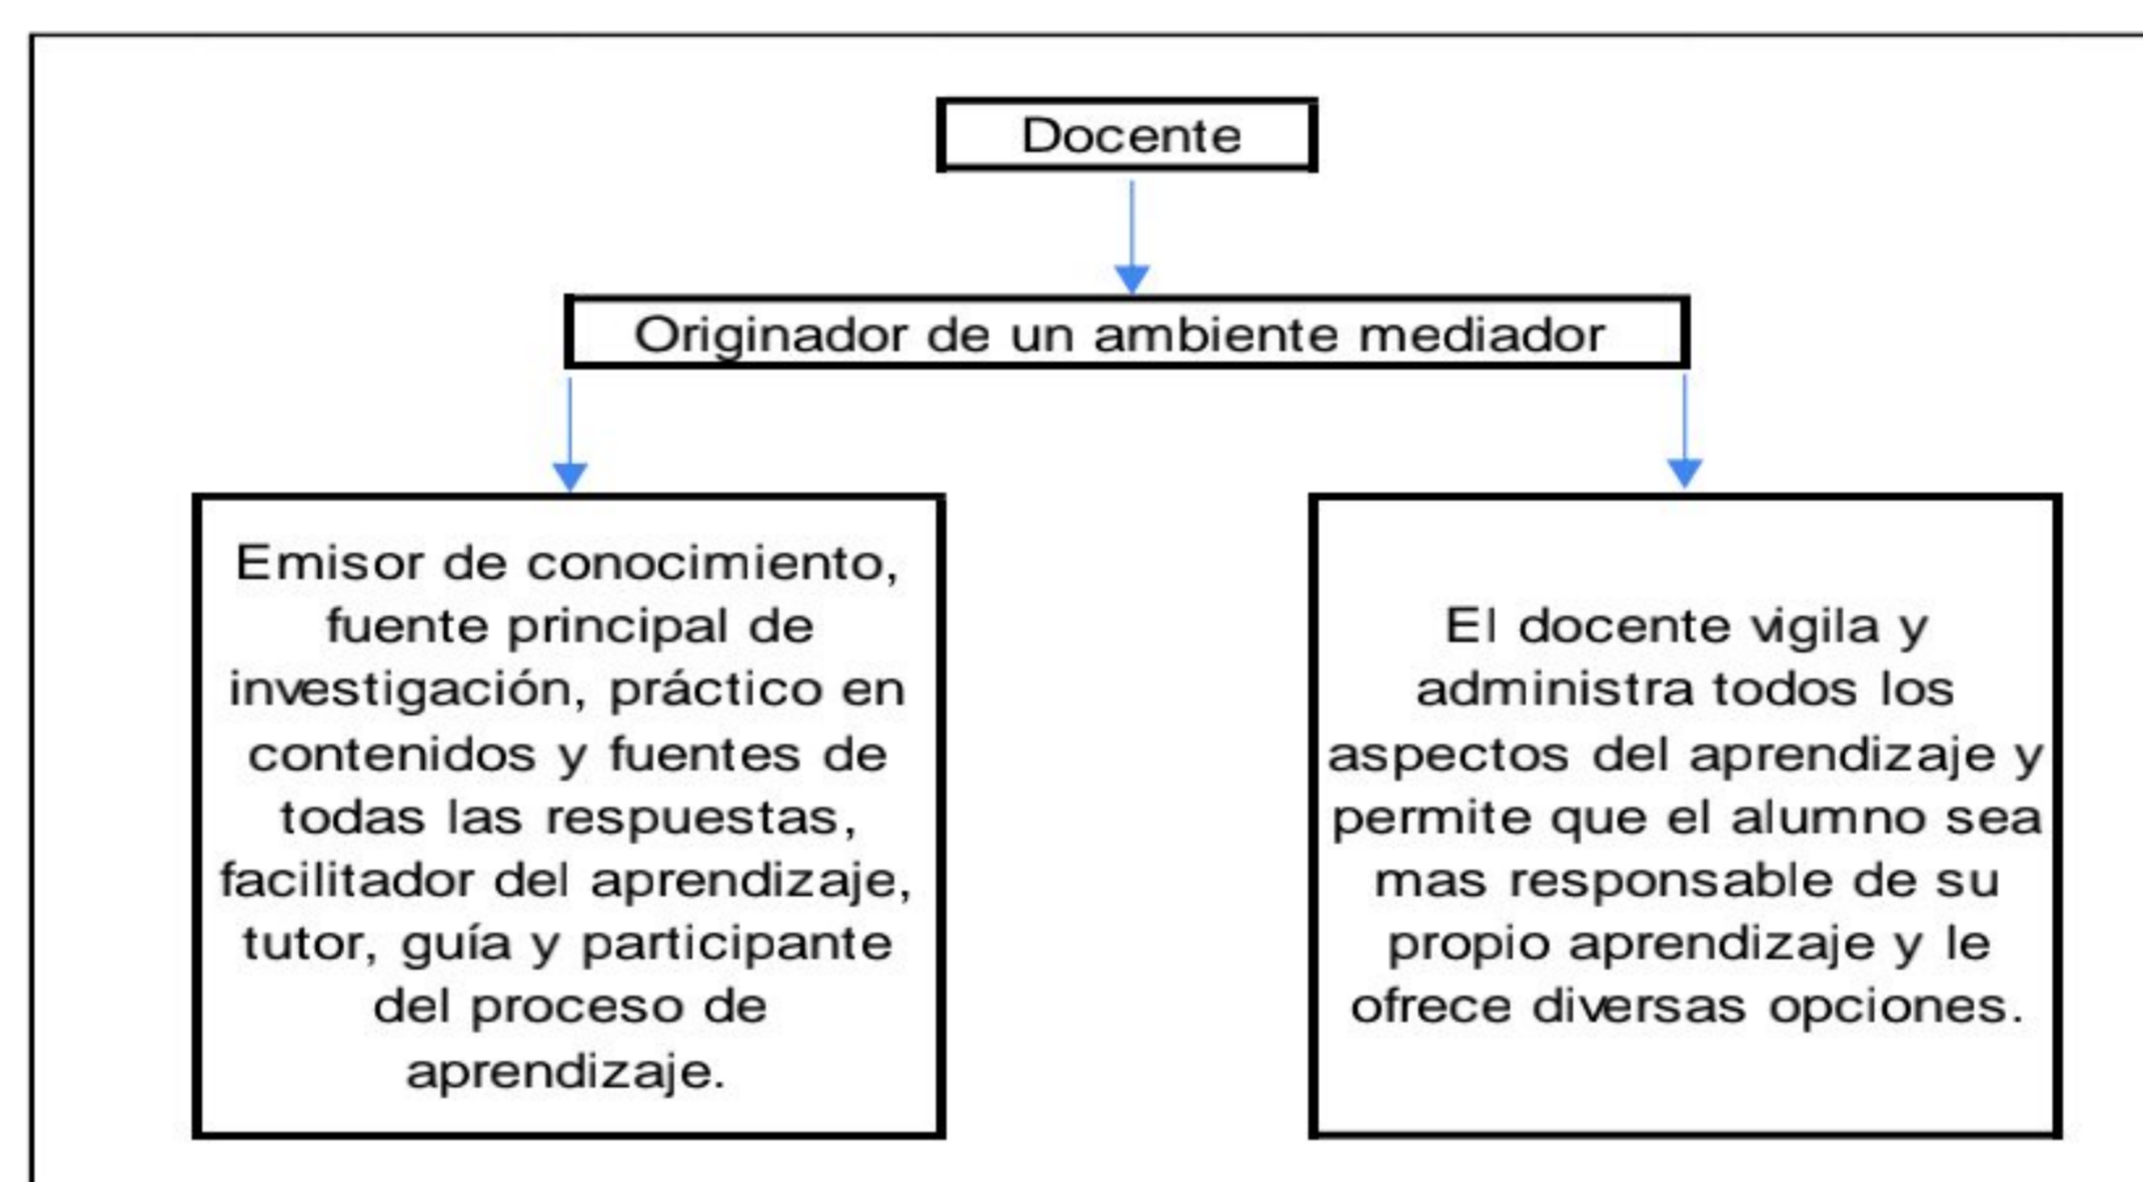 Docente
Originador de un ambiente mediador
Emisor de conocimiento,
fuente principal de
investigación, práctico en
contenidos y fuentes de
todas las respuestas,
facilitador del aprendizaje,
tutor, guía y participante
del proceso de
aprendizaje.
El docente vigila y
administra todos los
aspectos del aprendizaje y
permite que el alumno sea
mas responsable de su
propio aprendizaje y le
ofrece diversas opciones.